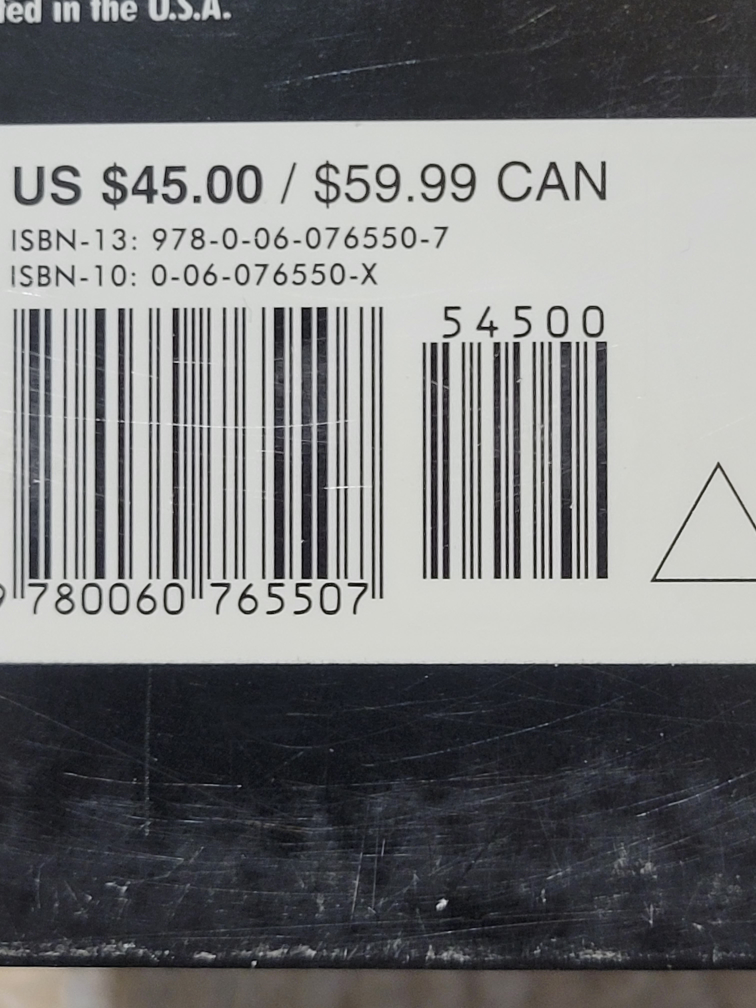 in the U.S.A.
US $45.00 / $59.99 CAN
ISBN-13: 978-0-06-076550-7
ISBN-10: 0-06-076550-X
54500
9 780060 765507